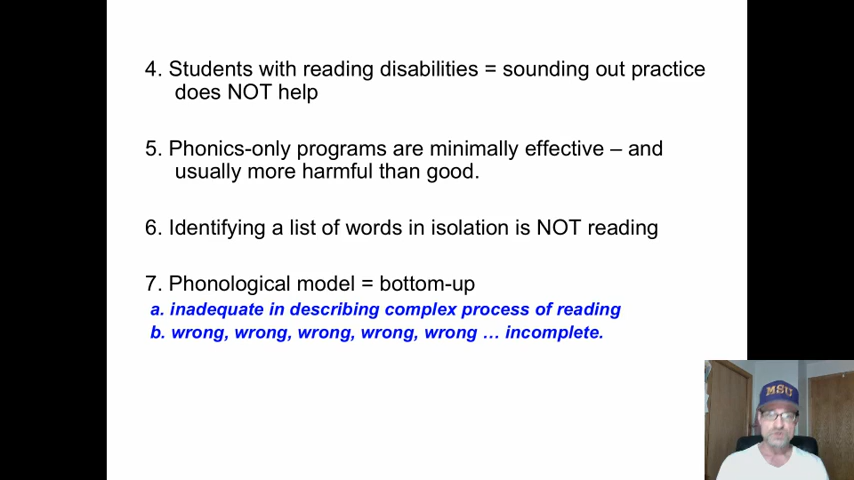 4. Students with reading disabilities = sounding out practice
does NOT help
5. Phonics-only programs are minimally effective – and
usually more harmful than good.
6. Identifying a list of words in isolation is NOT reading
7. Phonological model = bottom-up
a. inadequate in describing complex process of reading
b. wrong, wrong, wrong, wrong, wrong … incomplete.
MSU